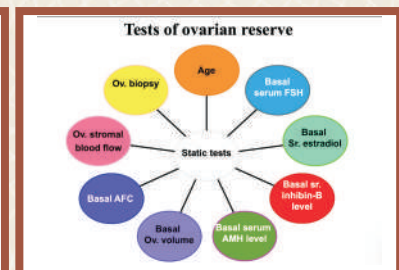 Tests of ovarian reserve
Age
Basal
serum FSH
Basal
Sr. estradiol
Basal sr.
Inhibin-B
level
Basal serum
AMH level
Basal
Ov. volume
Basal AFC
Ov. stromal
blood flow
Ov. biopsy
Static tests